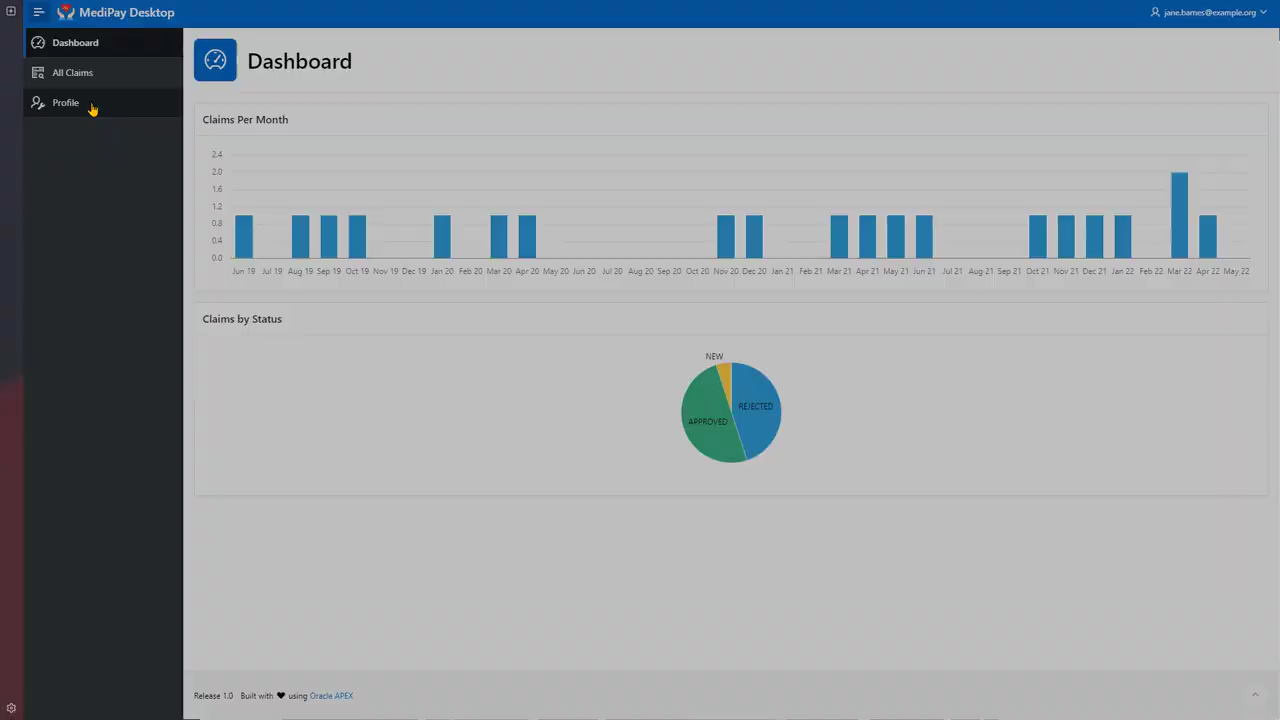 MediPay Desktop
jane.barnes@example.org
Dashboard
All Claims
Profile
Dashboard
Claims Per Month
2.4
2.0
1.6
1.2
0.8
0.4
0.0
Jun 19 Jul 19 Aug 19 Sep 19 Oct 19 Nov 19 Dec 19 Jan 20 Feb 20 Mar 20 Apr 20 May 20 Jun 20 Jul 20 Aug 20 Sep 20 Oct 20 Nov 20 Dec 20 Jan 21 Feb 21 Mar 21 Apr 21 May 21 Jun 21 Jul 21 Aug 21 Sep 21 Oct 21 Nov 21 Dec 21 Jan 22 Feb 22 Mar 22 Apr 22 May 22
Claims by Status
NEW
REJECTED
APPROVED
Release 1.0 Built with ❤ using Oracle APEX